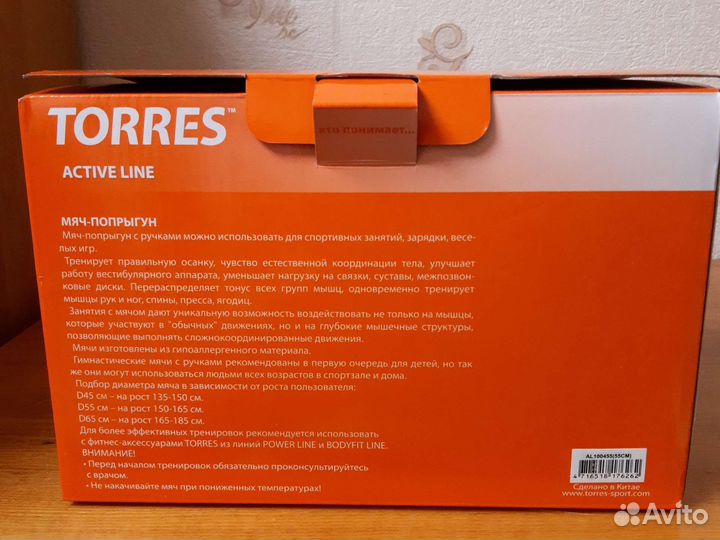 TORRES™
кто понимает...
ACTIVE LINE
МЯЧ-ПОПРЫГУН
Мяч-попрыгун с ручками можно использовать для спортивных занятий, зарядки, весе-
лых игр.
Тренирует правильную осанку, чувство естественной координации тела, улучшает
работу вестибулярного аппарата, уменьшает нагрузку на связки, суставы, межпозвон-
ковые диски. Перераспределяет тонус всех групп мышц, одновременно тренирует
мышцы рук и ног, спины, пресса, ягодиц.
Занятия с мячом дают уникальную возможность воздействовать не только на мышцы,
которые участвуют в "обычных" движениях, но и на глубокие мышечные структуры,
позволяющие выполнять сложнокоординированные движения.
Мячи изготовлены из гипоаллергенного материала.
Гимнастические мячи с ручками рекомендованы в первую очередь для детей, но так
же они могут использоваться людьми всех возрастов в спортзале и дома.
Подбор диаметра мяча в зависимости от роста пользователя:
D45 см – на рост 135-150 см.
D55 см – на рост 150-165 см.
D65 см – на рост 165-185 см.
Для более эффективных тренировок рекомендуется использовать
с фитнес-аксессуарами TORRES из линий POWER LINE и BODYFIT LINE.
ВНИМАНИЕ!
• Перед началом тренировок обязательно проконсультируйтесь
с врачом.
• Не накачивайте мяч при пониженных температурах!
AL100455(55CM)
4 716518 176262
Сделано в Китае
www.torres-sport.com
Avito